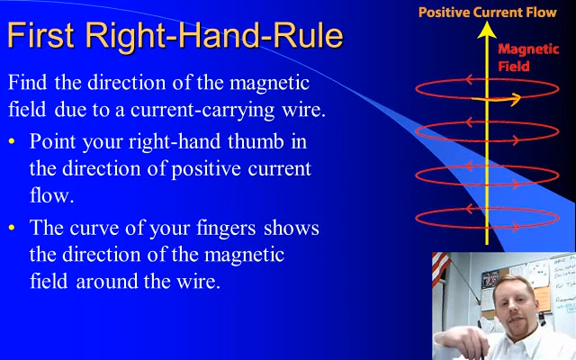 Positive Current Flow
First Right-Hand-Rule
Magnetic
Field
Find the direction of the magnetic
field due to a current-carrying wire.
• Point your right-hand thumb in
the direction of positive current
flow.
• The curve of your fingers shows
the direction of the magnetic
field around the wire.